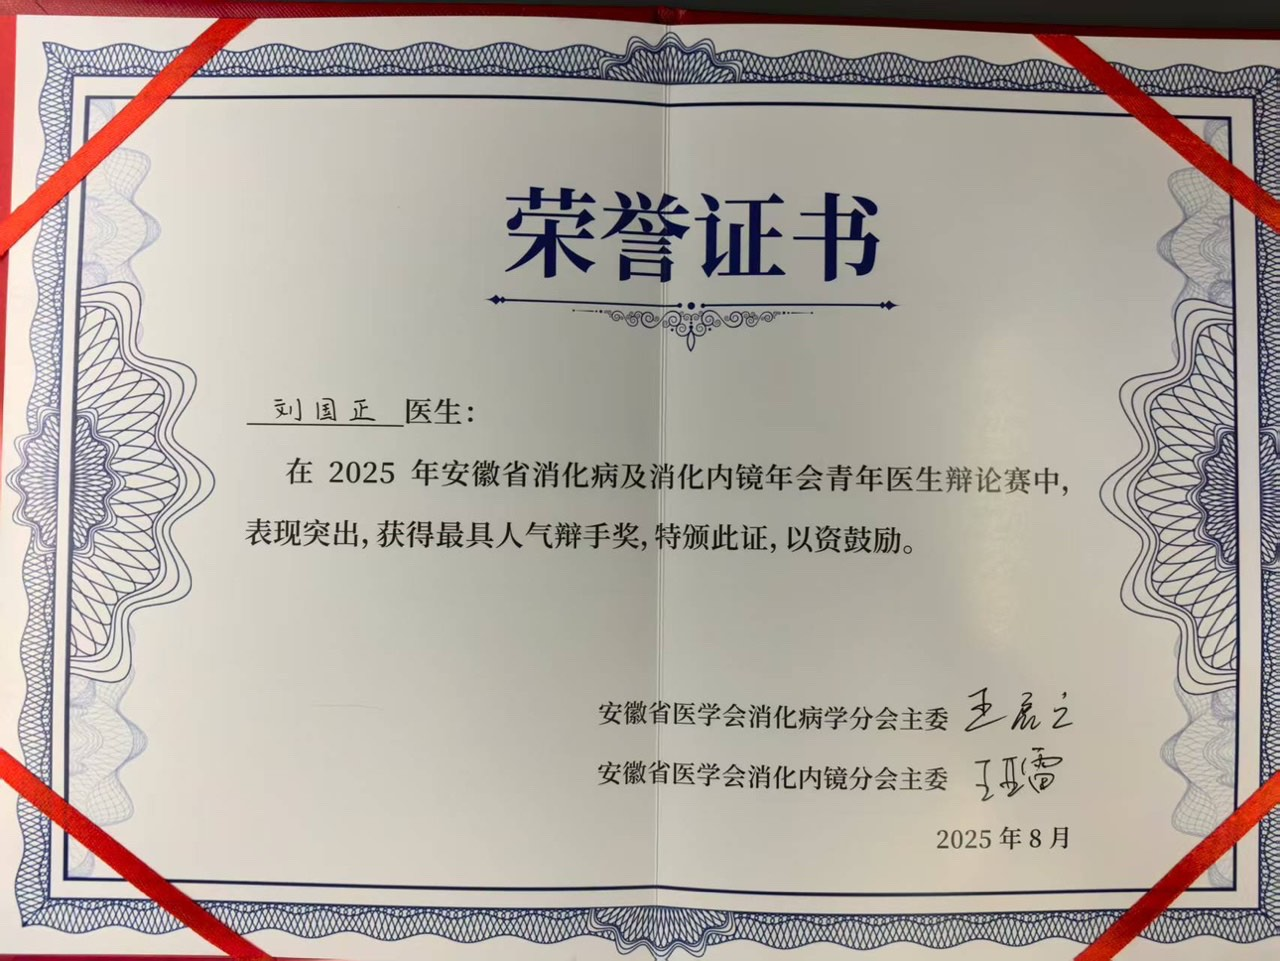 荣誉证书
刘国正 医生：
在 2025 年安徽省消化病及消化内镜年会青年医生辩论赛中，
表现突出，获得最具人气辩手奖，特颁此证，以资鼓励。
安徽省医学会消化病学分会主委
安徽省医学会消化内镜分会主委 王亚雷
2025 年 8 月